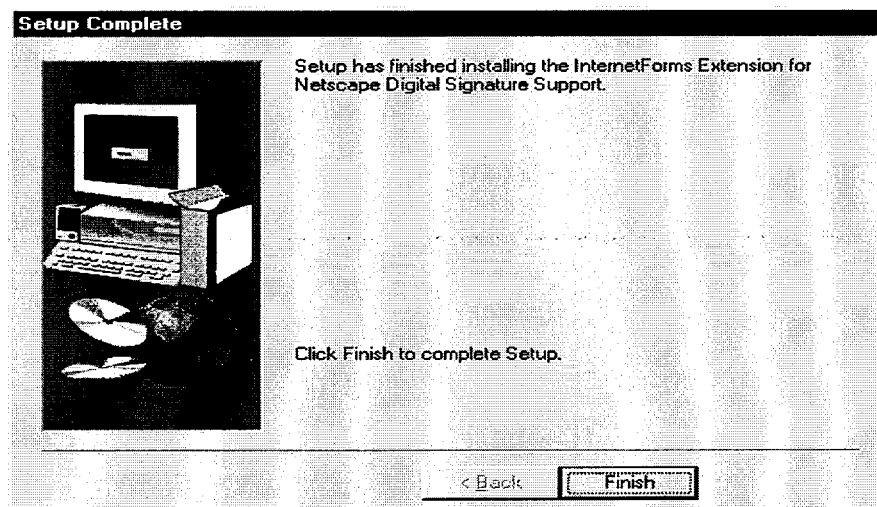 Setup Complete
Setup has finished installing the InternetForms Extension for
Netscape Digital Signature Support.
Click Finish to complete Setup.
< Back
Finish